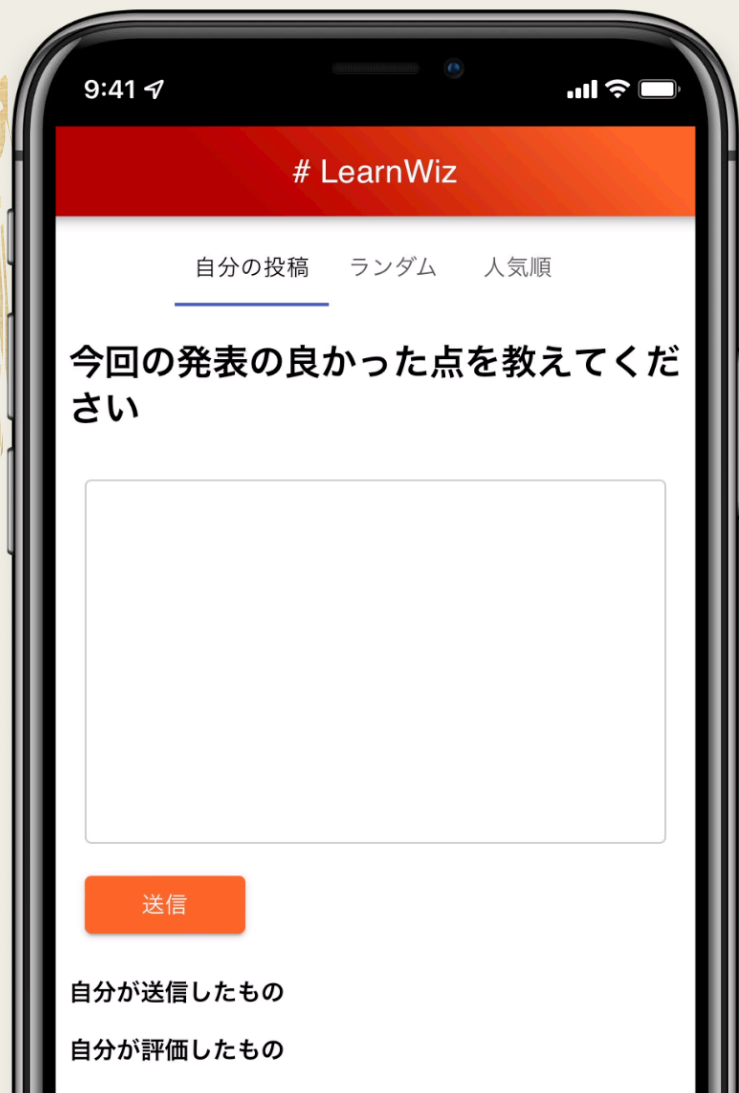 9:41
# LearnWiz
自分の投稿 ランダム 人気順
今回の発表の良かった点を教えてくだ
さい
送信
自分が送信したもの
自分が評価したもの